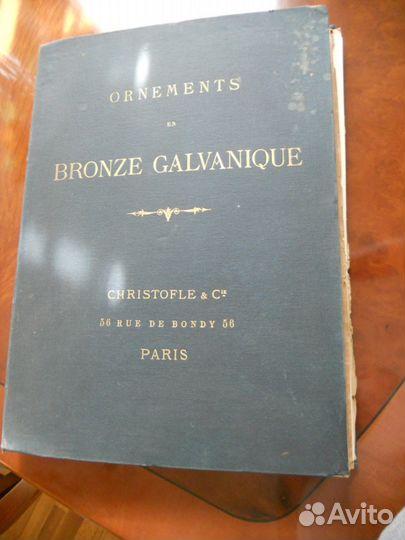 ORNEMENTS
EN
BRONZE GALVANIQUE
CHRISTOFLE & Cᴵᴱ
56 RUE DE BONDY 56
PARIS
Avito